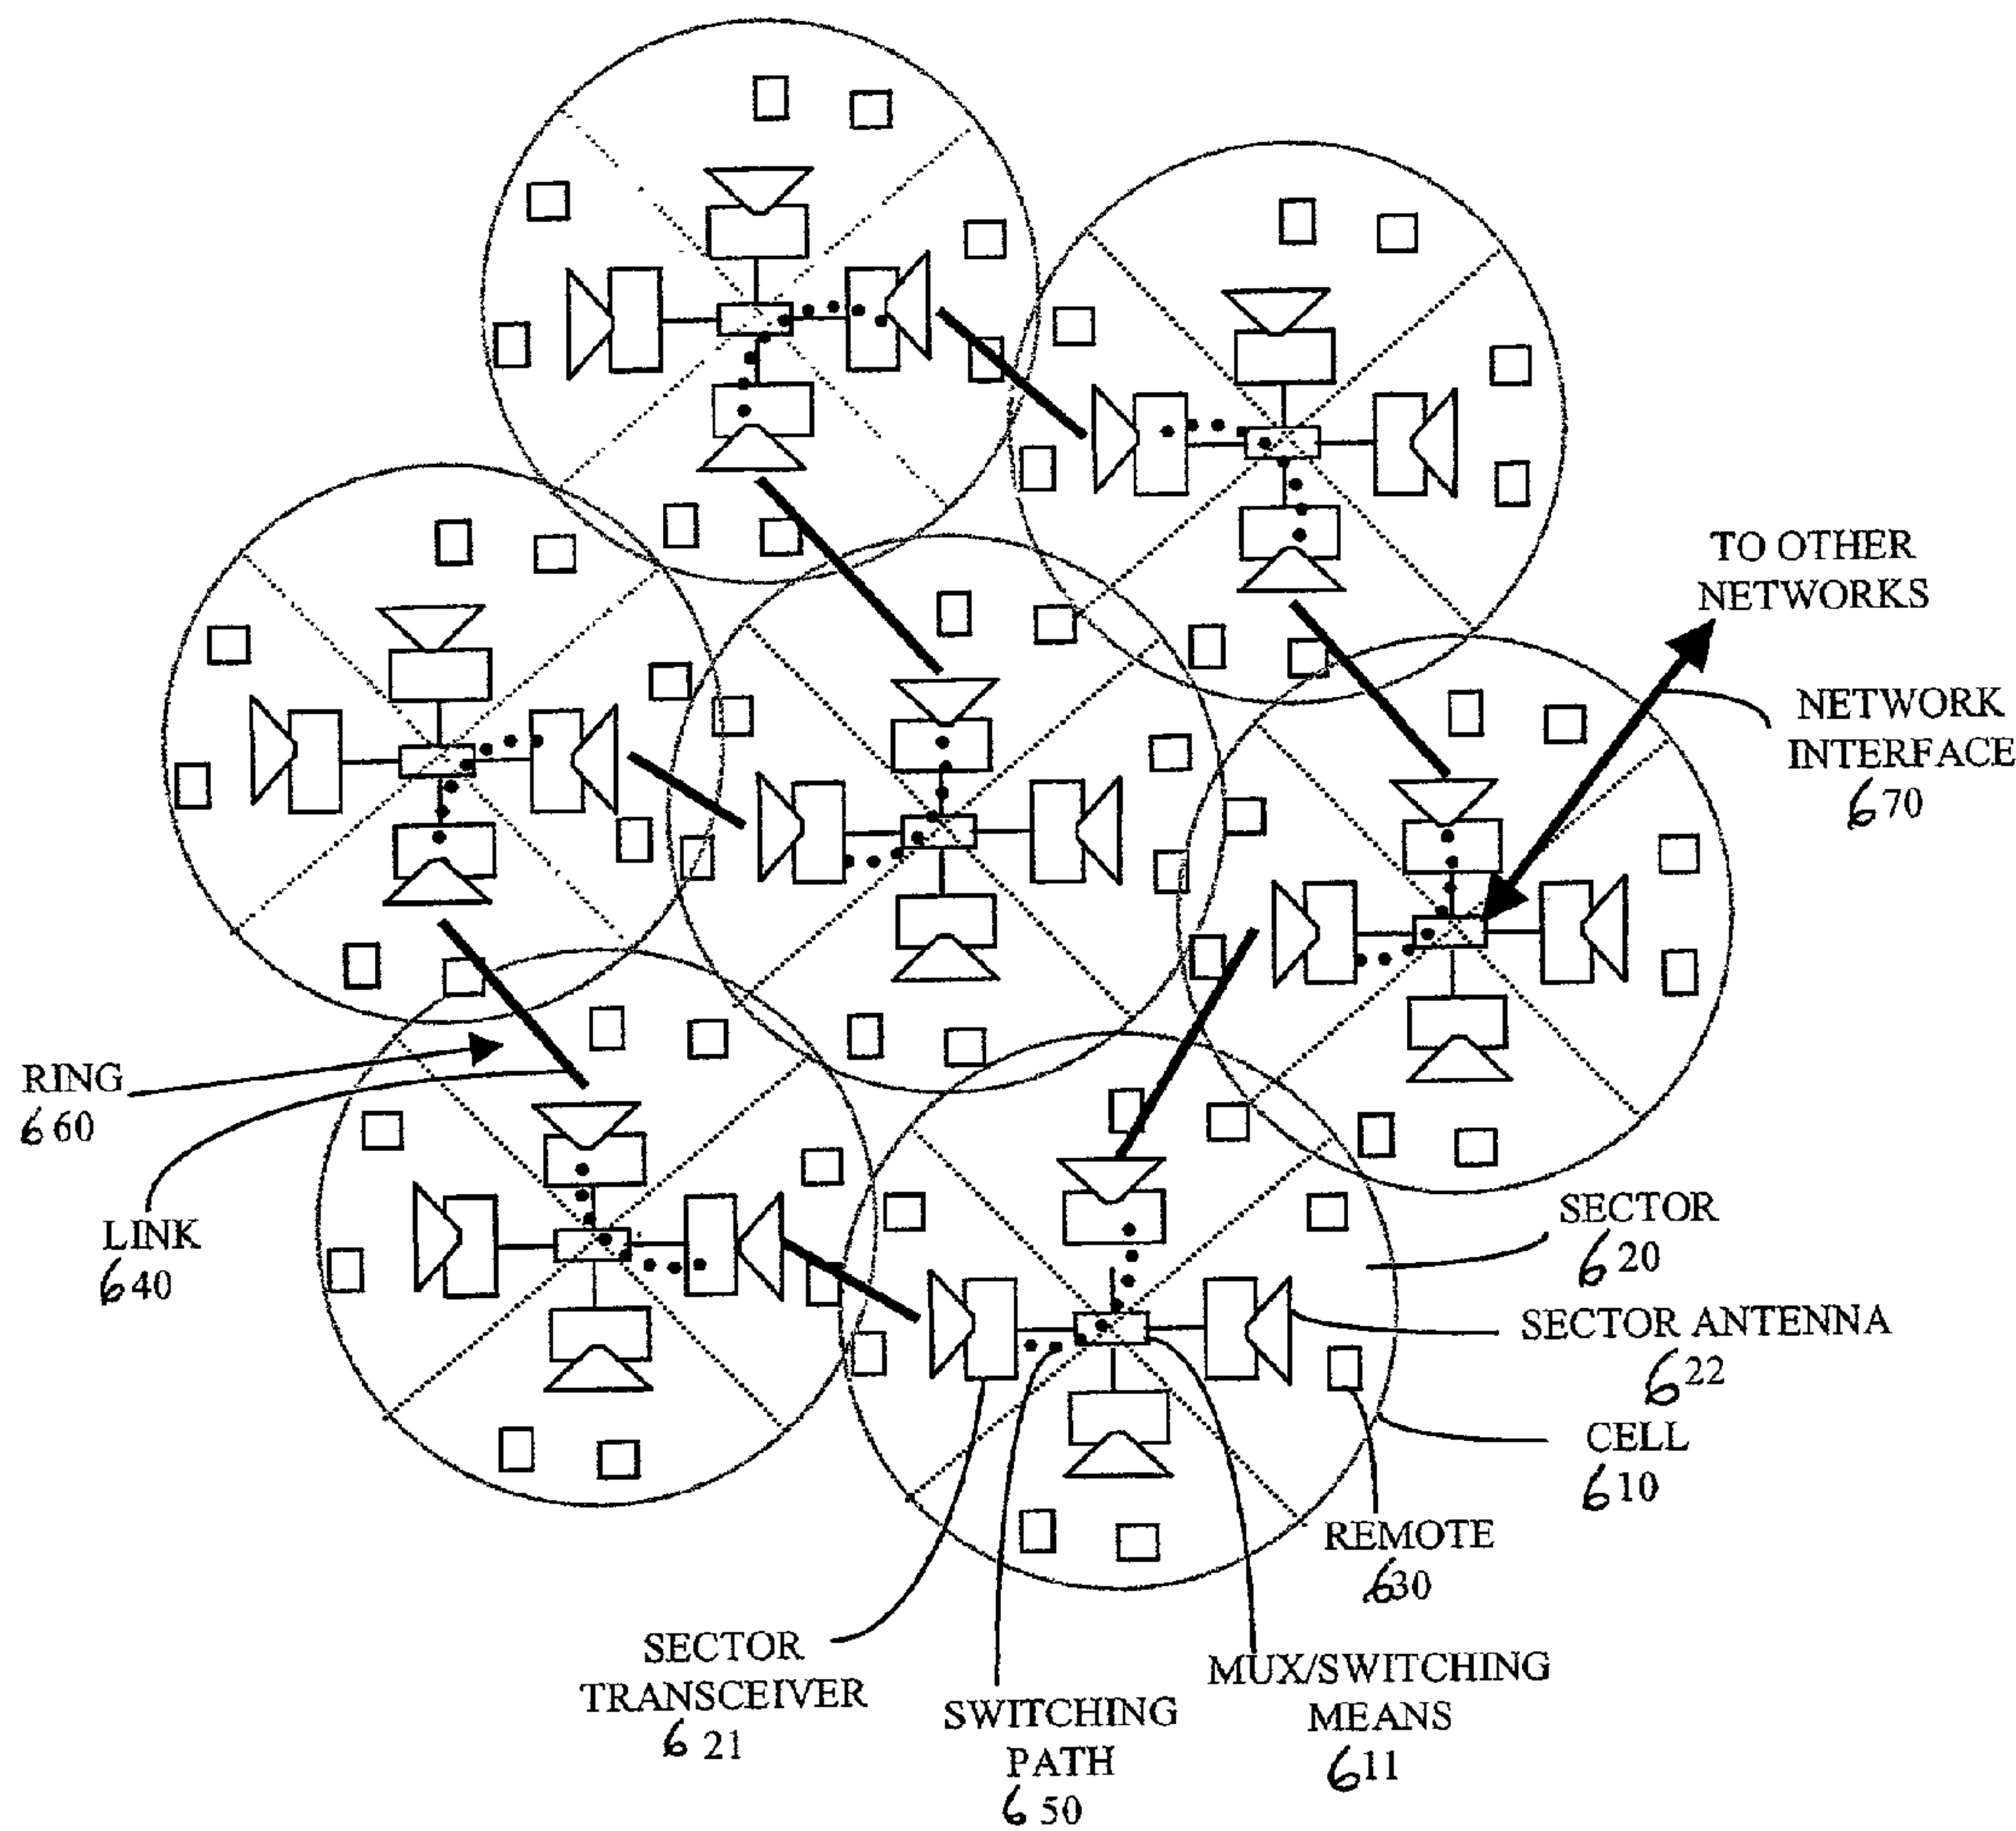 TO OTHER
NETWORKS
NETWORK
INTERFACE
670
RING
660
LINK
640
SECTOR
620
SECTOR ANTENNA
622
CELL
610
REMOTE
630
SECTOR
TRANSCEIVER
621
SWITCHING
PATH
650
MUX/SWITCHING
MEANS
611